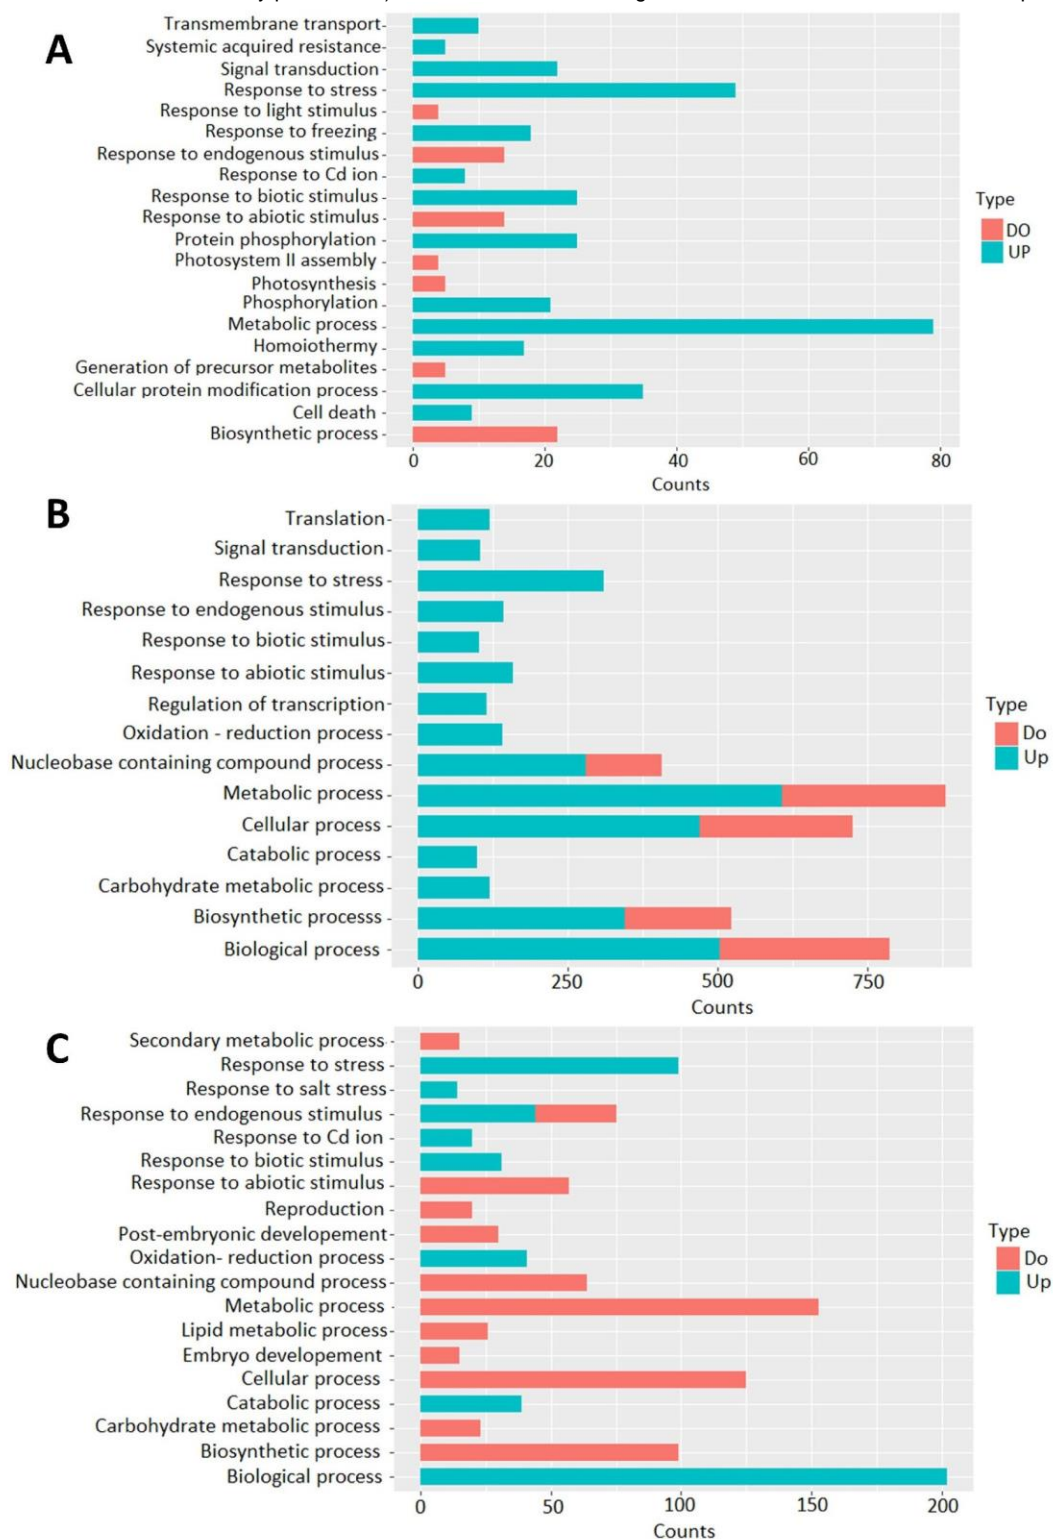 A
Transmembrane transport
Systemic acquired resistance
Signal transduction
Response to stress
Response to light stimulus
Response to freezing
Response to endogenous stimulus
Response to Cd ion
Response to biotic stimulus
Response to abiotic stimulus
Protein phosphorylation
Photosystem II assembly
Photosynthesis
Phosphorylation
Metabolic process
Homoiothermy
Generation of precursor metabolites
Cellular protein modification process
Cell death
Biosynthetic process
0 20 40 60 80
Counts
Type
DO
UP
B
Translation
Signal transduction
Response to stress
Response to endogenous stimulus
Response to biotic stimulus
Response to abiotic stimulus
Regulation of transcription
Oxidation - reduction process
Nucleobase containing compound process
Metabolic process
Cellular process
Catabolic process
Carbohydrate metabolic process
Biosynthetic processs
Biological process
0 250 500 750
Counts
Type
Do
Up
C
Secondary metabolic process
Response to stress
Response to salt stress
Response to endogenous stimulus
Response to Cd ion
Response to biotic stimulus
Response to abiotic stimulus
Reproduction
Post-embryonic developement
Oxidation- reduction process
Nucleobase containing compound process
Metabolic process
Lipid metabolic process
Embryo developement
Cellular process
Catabolic process
Carbohydrate metabolic process
Biosynthetic process
Biological process
0 50 100 150 200
Counts
Type
Do
Up